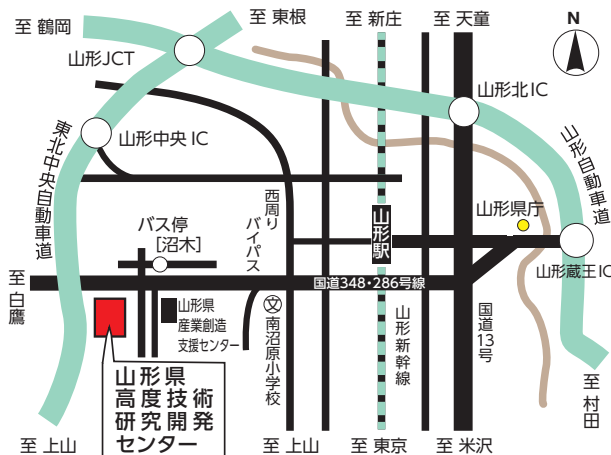 至 鶴岡
至 東根
至 新庄
至 天童
N
山形JCT
山形北IC
山形中央 IC
東北中央自動車道
山形自動車道
西周り
バイパス
バス停
[沼木]
山形駅
山形県庁
山形蔵王IC
至 白鷹
国道348・286号線
山形県
産業創造
支援センター
文
南沼原小学校
山形新幹線
国道13号
山形県
高度技術
研究開発
センター
至 村田
至 上山
至 上山
至 東京
至 米沢